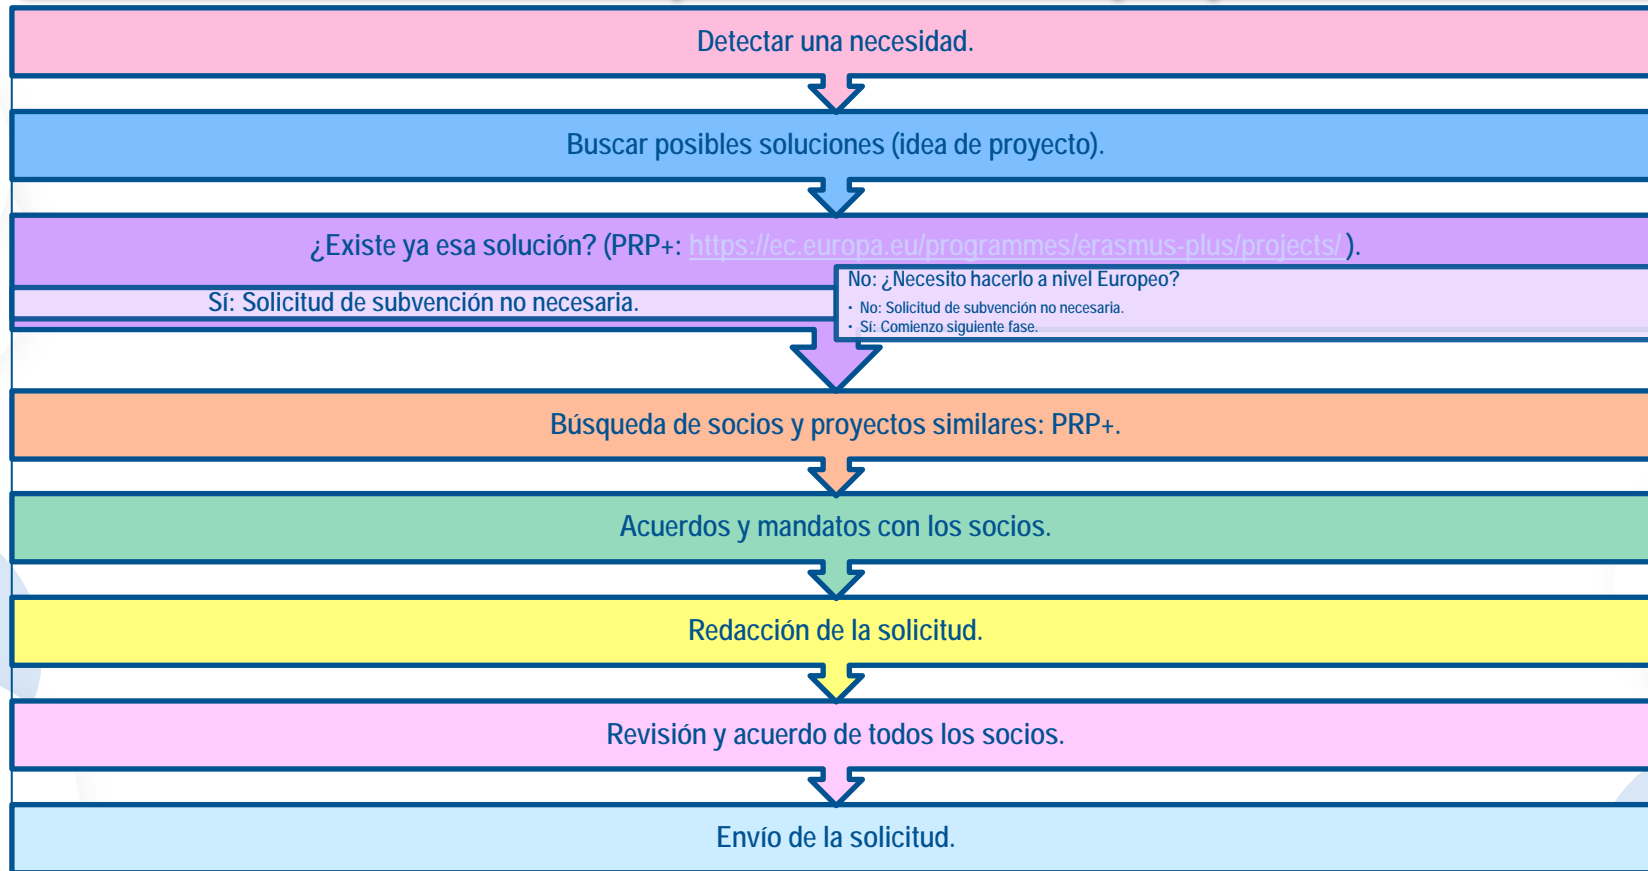 Detectar una necesidad.
Buscar posibles soluciones (idea de proyecto).
¿Existe ya esa solución? (PRP+: https://ec.europa.eu/programmes/erasmus-plus/projects/ ).
Sí: Solicitud de subvención no necesaria.
No: ¿Necesito hacerlo a nivel Europeo?
• No: Solicitud de subvención no necesaria.
• Sí: Comienzo siguiente fase.
Búsqueda de socios y proyectos similares: PRP+.
Acuerdos y mandatos con los socios.
Redacción de la solicitud.
Revisión y acuerdo de todos los socios.
Envío de la solicitud.